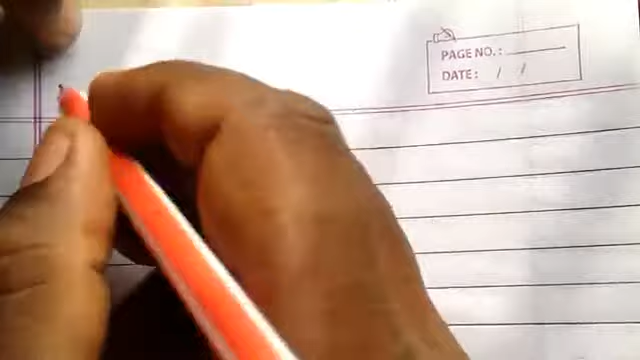 PAGE NO. :
DATE : / /